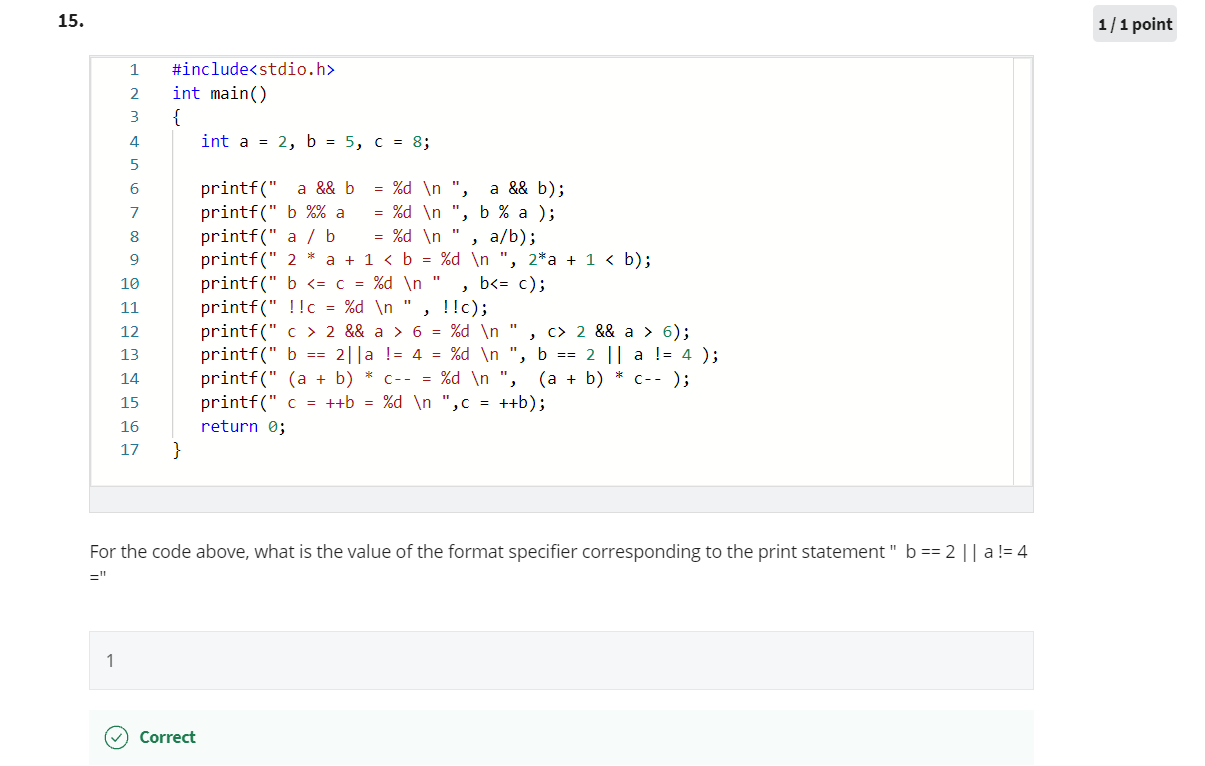 15.
1 / 1 point
1 #include<stdio.h>
2 int main()
3 {
4    int a = 2, b = 5, c = 8;
5
6    printf("  a && b  = %d \n ",  a && b);
7    printf(" b %% a   = %d \n ", b % a );
8    printf(" a / b    = %d \n " , a/b);
9    printf(" 2 * a + 1 < b = %d \n ", 2*a + 1 < b);
10    printf(" b <= c = %d \n "  , b<= c);
11    printf(" !!c = %d \n " , !!c);
12    printf(" c > 2 && a > 6 = %d \n " , c> 2 && a > 6);
13    printf(" b == 2||a != 4 = %d \n ", b == 2 || a != 4 );
14    printf(" (a + b) * c-- = %d \n ",  (a + b) * c-- );
15    printf(" c = ++b = %d \n ",c = ++b);
16    return 0;
17 }
For the code above, what is the value of the format specifier corresponding to the print statement "  b == 2 || a != 4
="
1
Correct